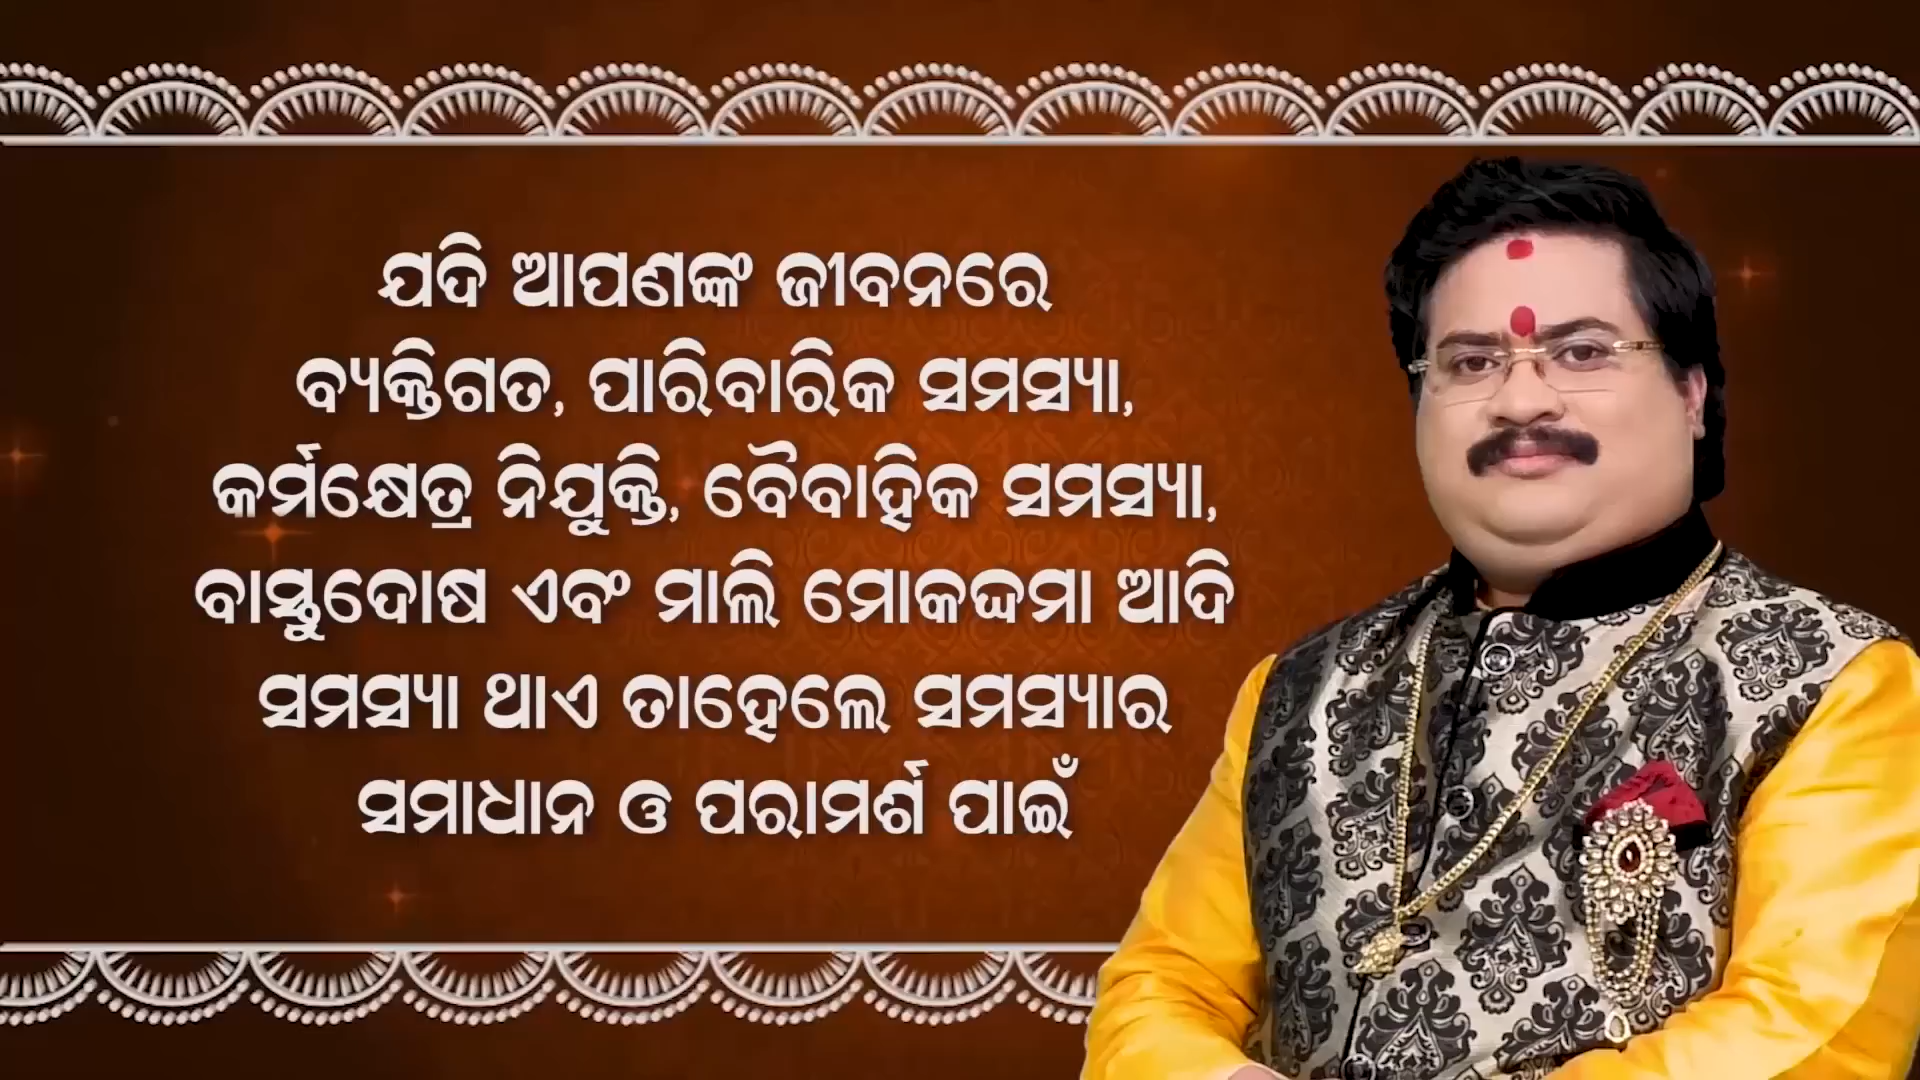 ଯଦି ଆପଣଙ୍କ ଜୀବନରେ
ବ୍ୟକ୍ତିଗତ, ପାରିବାରିକ ସମସ୍ୟା,
କର୍ମକ୍ଷେତ୍ର ନିଯୁକ୍ତି, ବୈବାହିକ ସମସ୍ୟା,
ବାସ୍ତୁଦୋଷ ଏବଂ ମାଲି ମୋକଦ୍ଦମା ଆଦି
ସମସ୍ୟା ଥାଏ ତାହେଲେ ସମସ୍ୟାର
ସମାଧାନ ଓ ପରାମର୍ଶ ପାଇଁ